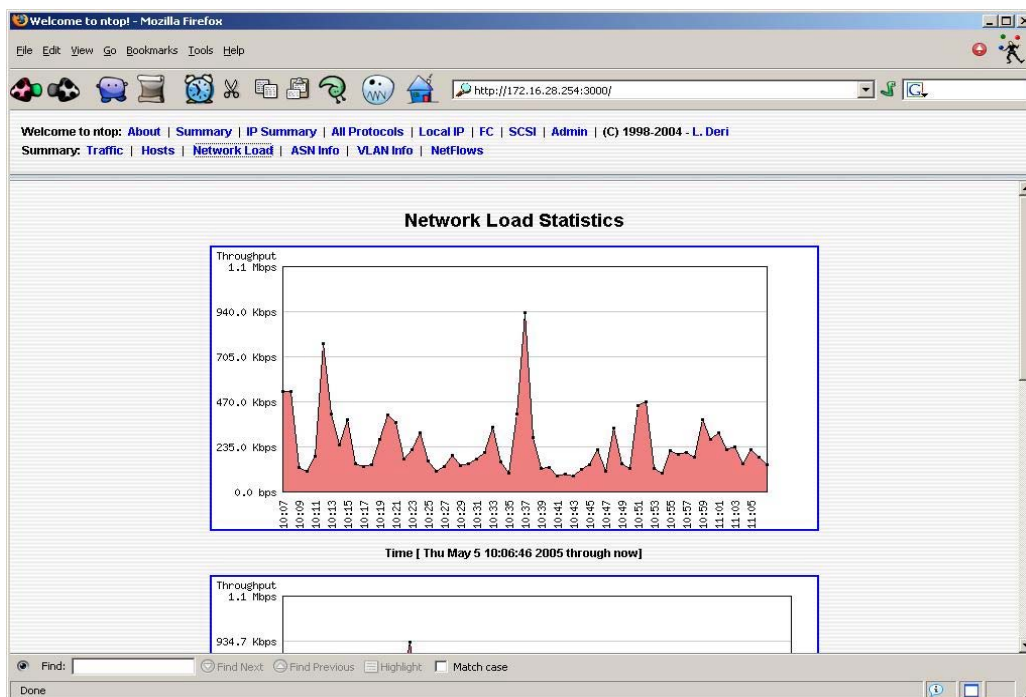 Welcome to ntop! - Mozilla Firefox
File Edit View Go Bookmarks Tools Help
http://172.16.28.254:3000/
G
Welcome to ntop: About | Summary | IP Summary | All Protocols | Local IP | FC | SCSI | Admin | (C) 1998-2004 - L. Deri
Summary: Traffic | Hosts | Network Load | ASN Info | VLAN Info | NetFlows
Network Load Statistics
Throughput
1.1 Mbps
940.0 Kbps
705.0 Kbps
470.0 Kbps
235.0 Kbps
0.0 bps
10:07 10:09 10:11 10:13 10:15 10:17 10:19 10:21 10:23 10:25 10:27 10:29 10:31 10:33 10:35 10:37 10:39 10:41 10:43 10:45 10:47 10:49 10:51 10:53 10:55 10:57 10:59 11:01 11:03 11:05
Time [ Thu May 5 10:06:46 2005 through now]
Throughput
1.1 Mbps
934.7 Kbps
Find: Find Next Find Previous Highlight Match case
Done